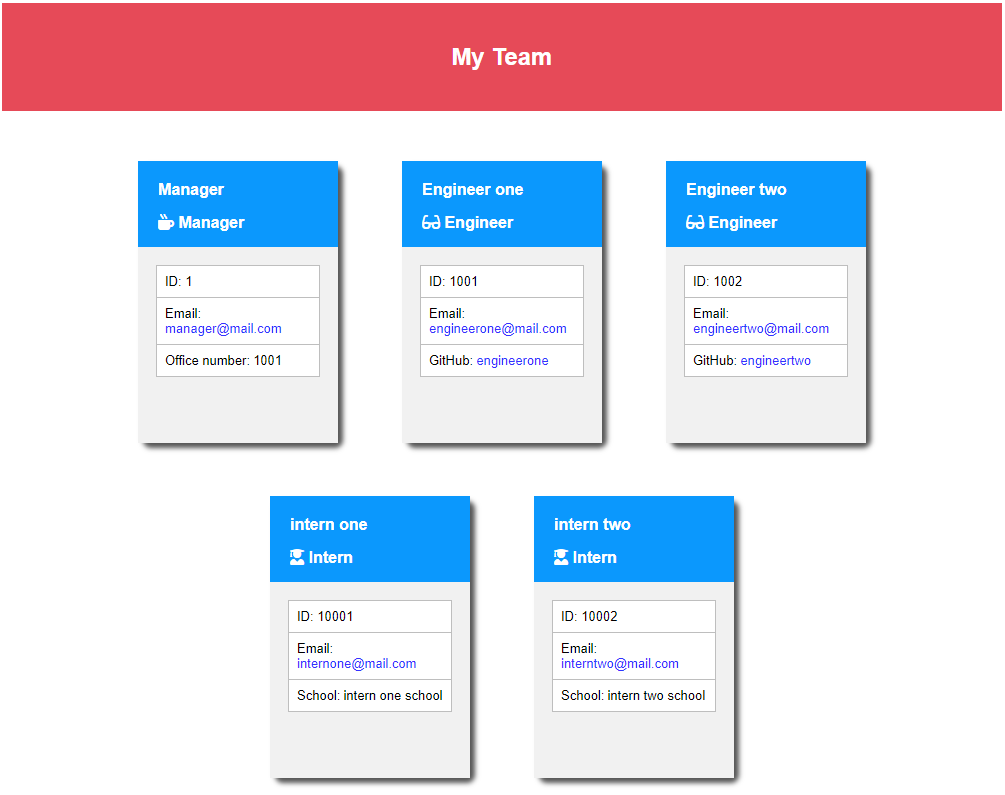 My Team
Manager
Manager
ID: 1
Email:
manager@mail.com
Office number: 1001
Engineer one
Engineer
ID: 1001
Email:
engineerone@mail.com
GitHub: engineerone
Engineer two
Engineer
ID: 1002
Email:
engineertwo@mail.com
GitHub: engineertwo
intern one
Intern
ID: 10001
Email:
internone@mail.com
School: intern one school
intern two
Intern
ID: 10002
Email:
interntwo@mail.com
School: intern two school